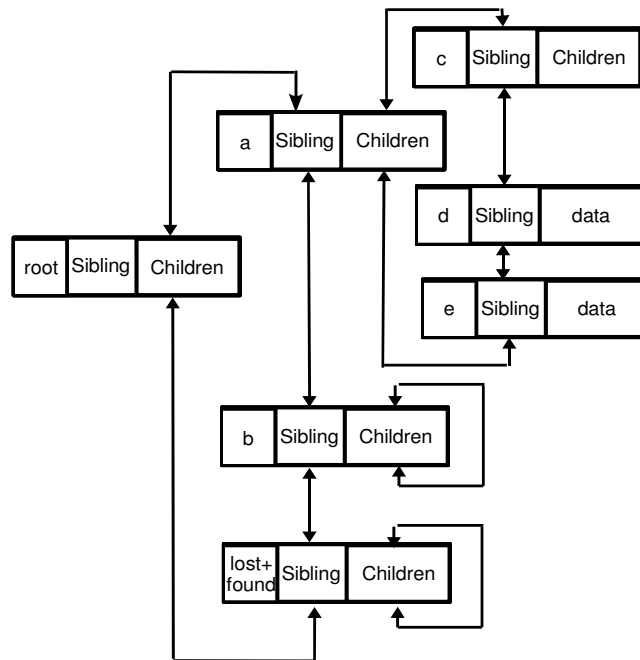 c Sibling Children
a Sibling Children
d Sibling data
root Sibling Children
e Sibling data
b Sibling Children
lost+
found Sibling Children